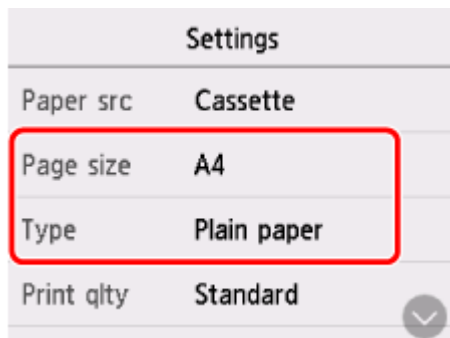 Settings
Paper src Cassette
Page size A4
Type Plain paper
Print qlty Standard